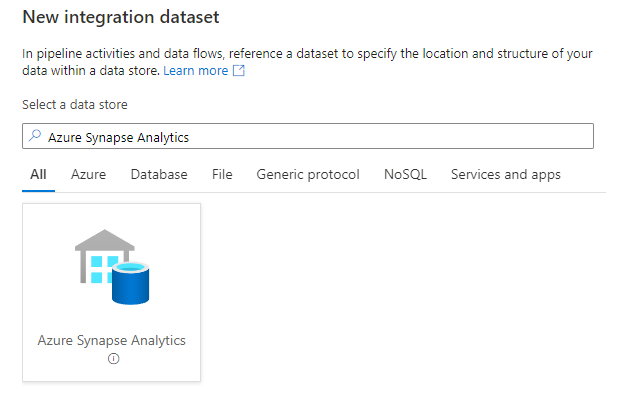 New integration dataset
In pipeline activities and data flows, reference a dataset to specify the location and structure of your
data within a data store. Learn more
Select a data store
Azure Synapse Analytics
All Azure Database File Generic protocol NoSQL Services and apps
Azure Synapse Analytics